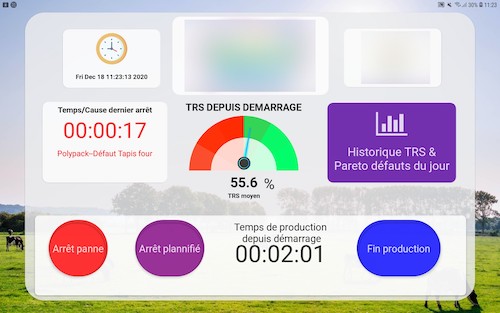 11:23
30%
Fri Dec 18 11:23:13 2020
Temps/Cause dernier arrêt
00:00:17
Polypack-Défaut Tapis four
TRS DEPUIS DEMARRAGE
55.6 %
TRS moyen
Historique TRS &
Pareto défauts du jour
Arrêt panne
Arrêt plannifié
Temps de production
depuis démarrage
00:02:01
Fin production